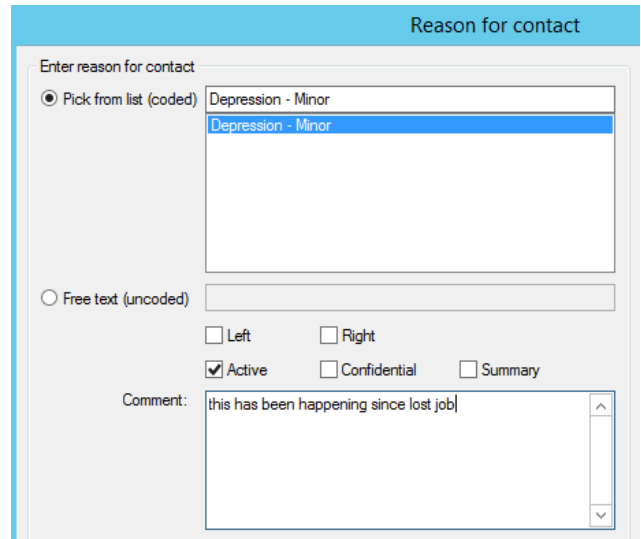 Reason for contact
Enter reason for contact
Pick from list (coded) Depression - Minor
Depression - Minor
Free text (uncoded)
Left Right
Active Confidential Summary
Comment: this has been happening since lost job